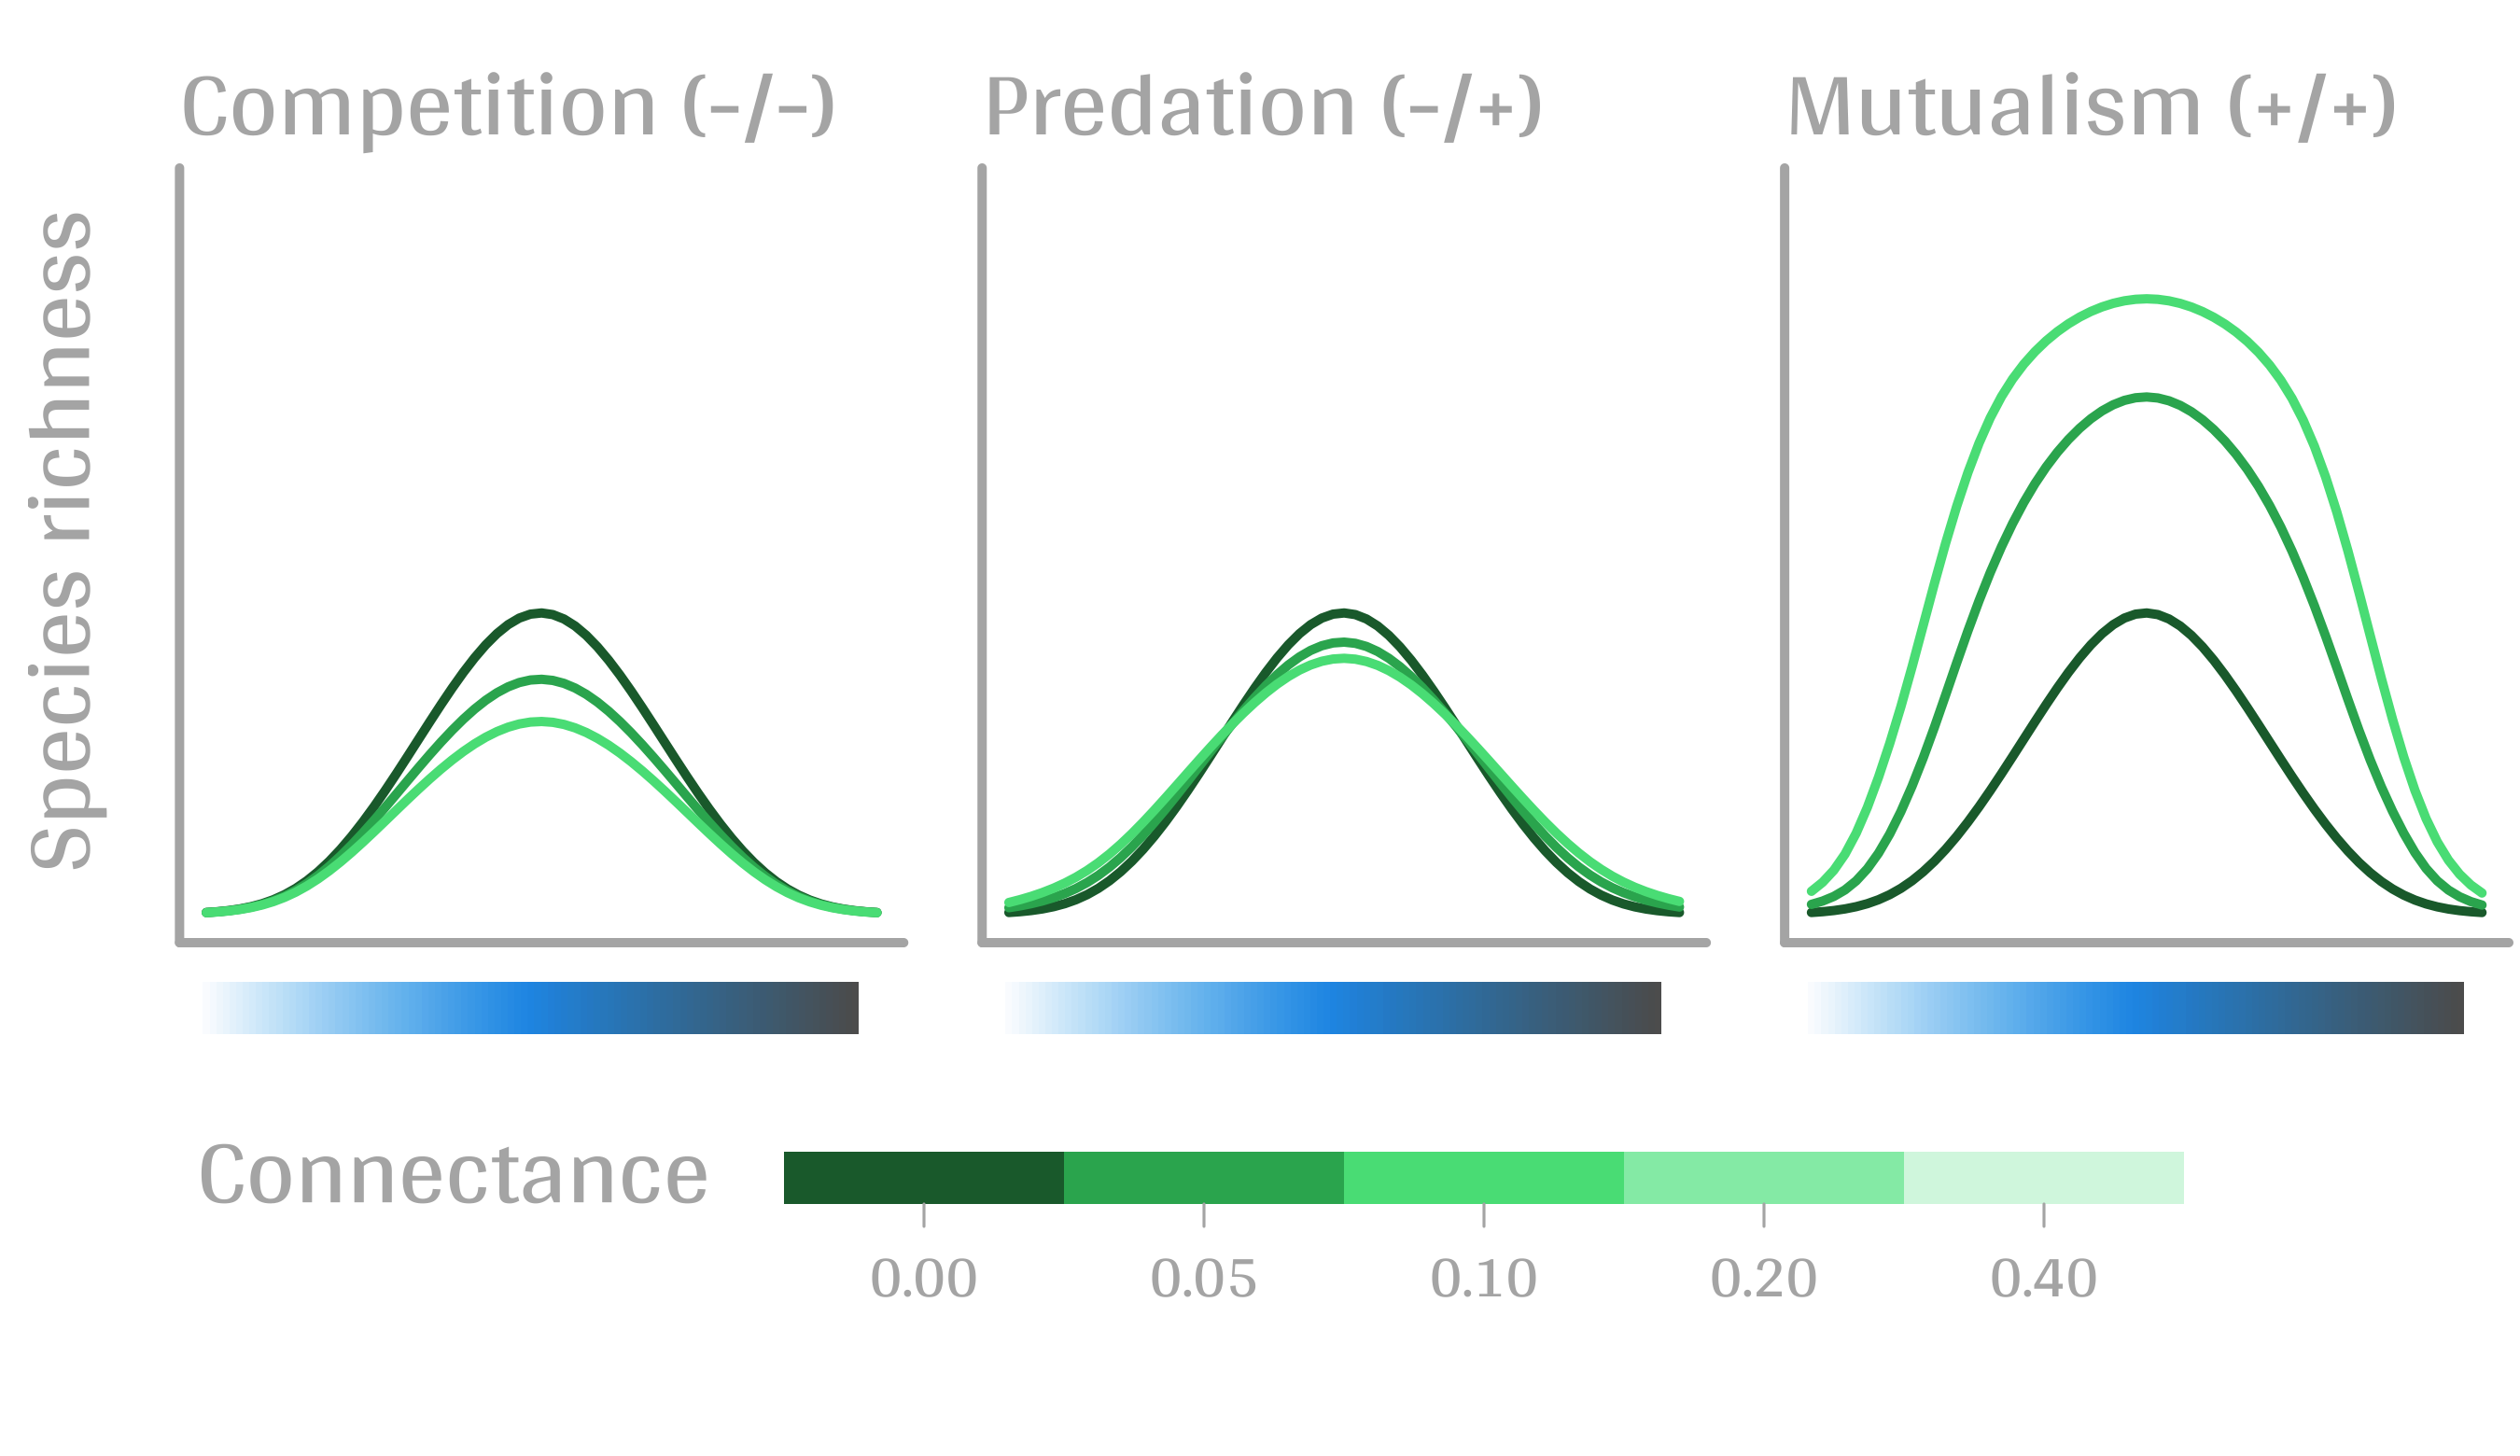 Competition (−/−)
Predation (−/+)
Mutualism (+/+)
Species richness
Connectance
0.00
0.05
0.10
0.20
0.40